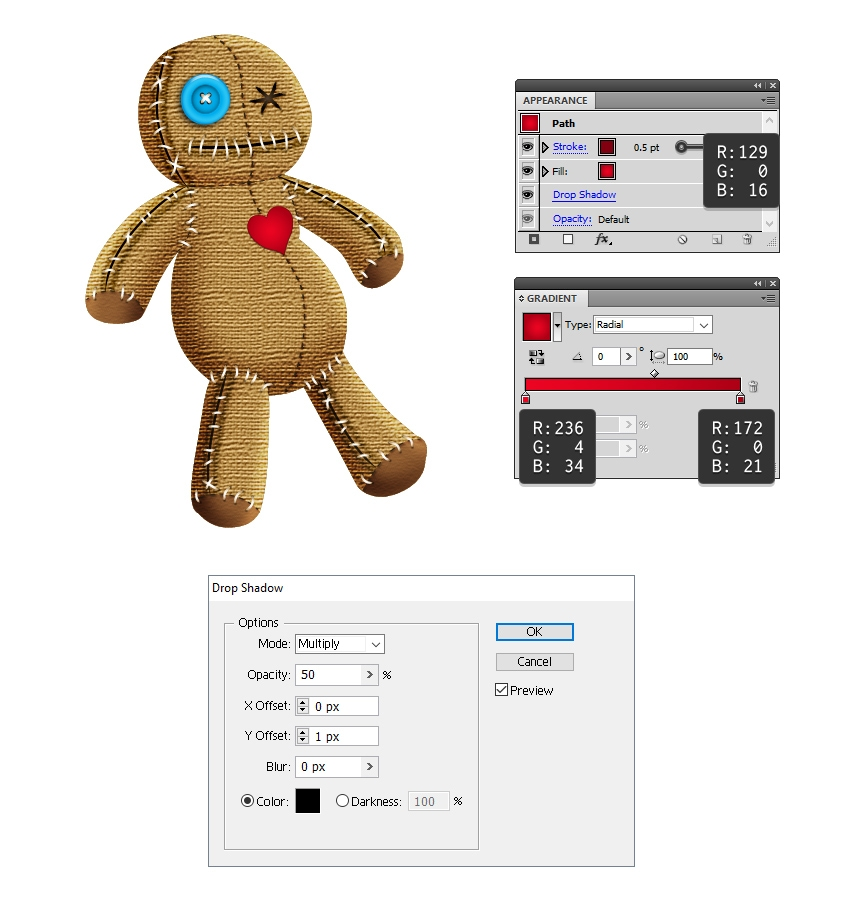 APPEARANCE
Path
Stroke: 0.5 pt
Fill:
Drop Shadow
Opacity: Default
fx
R:129
G: 0
B: 16
GRADIENT
Type: Radial
0 ° 100 %
%
%
R:236
G: 4
B: 34
R:172
G: 0
B: 21
Drop Shadow
Options
Mode: Multiply
Opacity: 50 %
X Offset: 0 px
Y Offset: 1 px
Blur: 0 px
Color: Darkness: 100 %
OK
Cancel
Preview